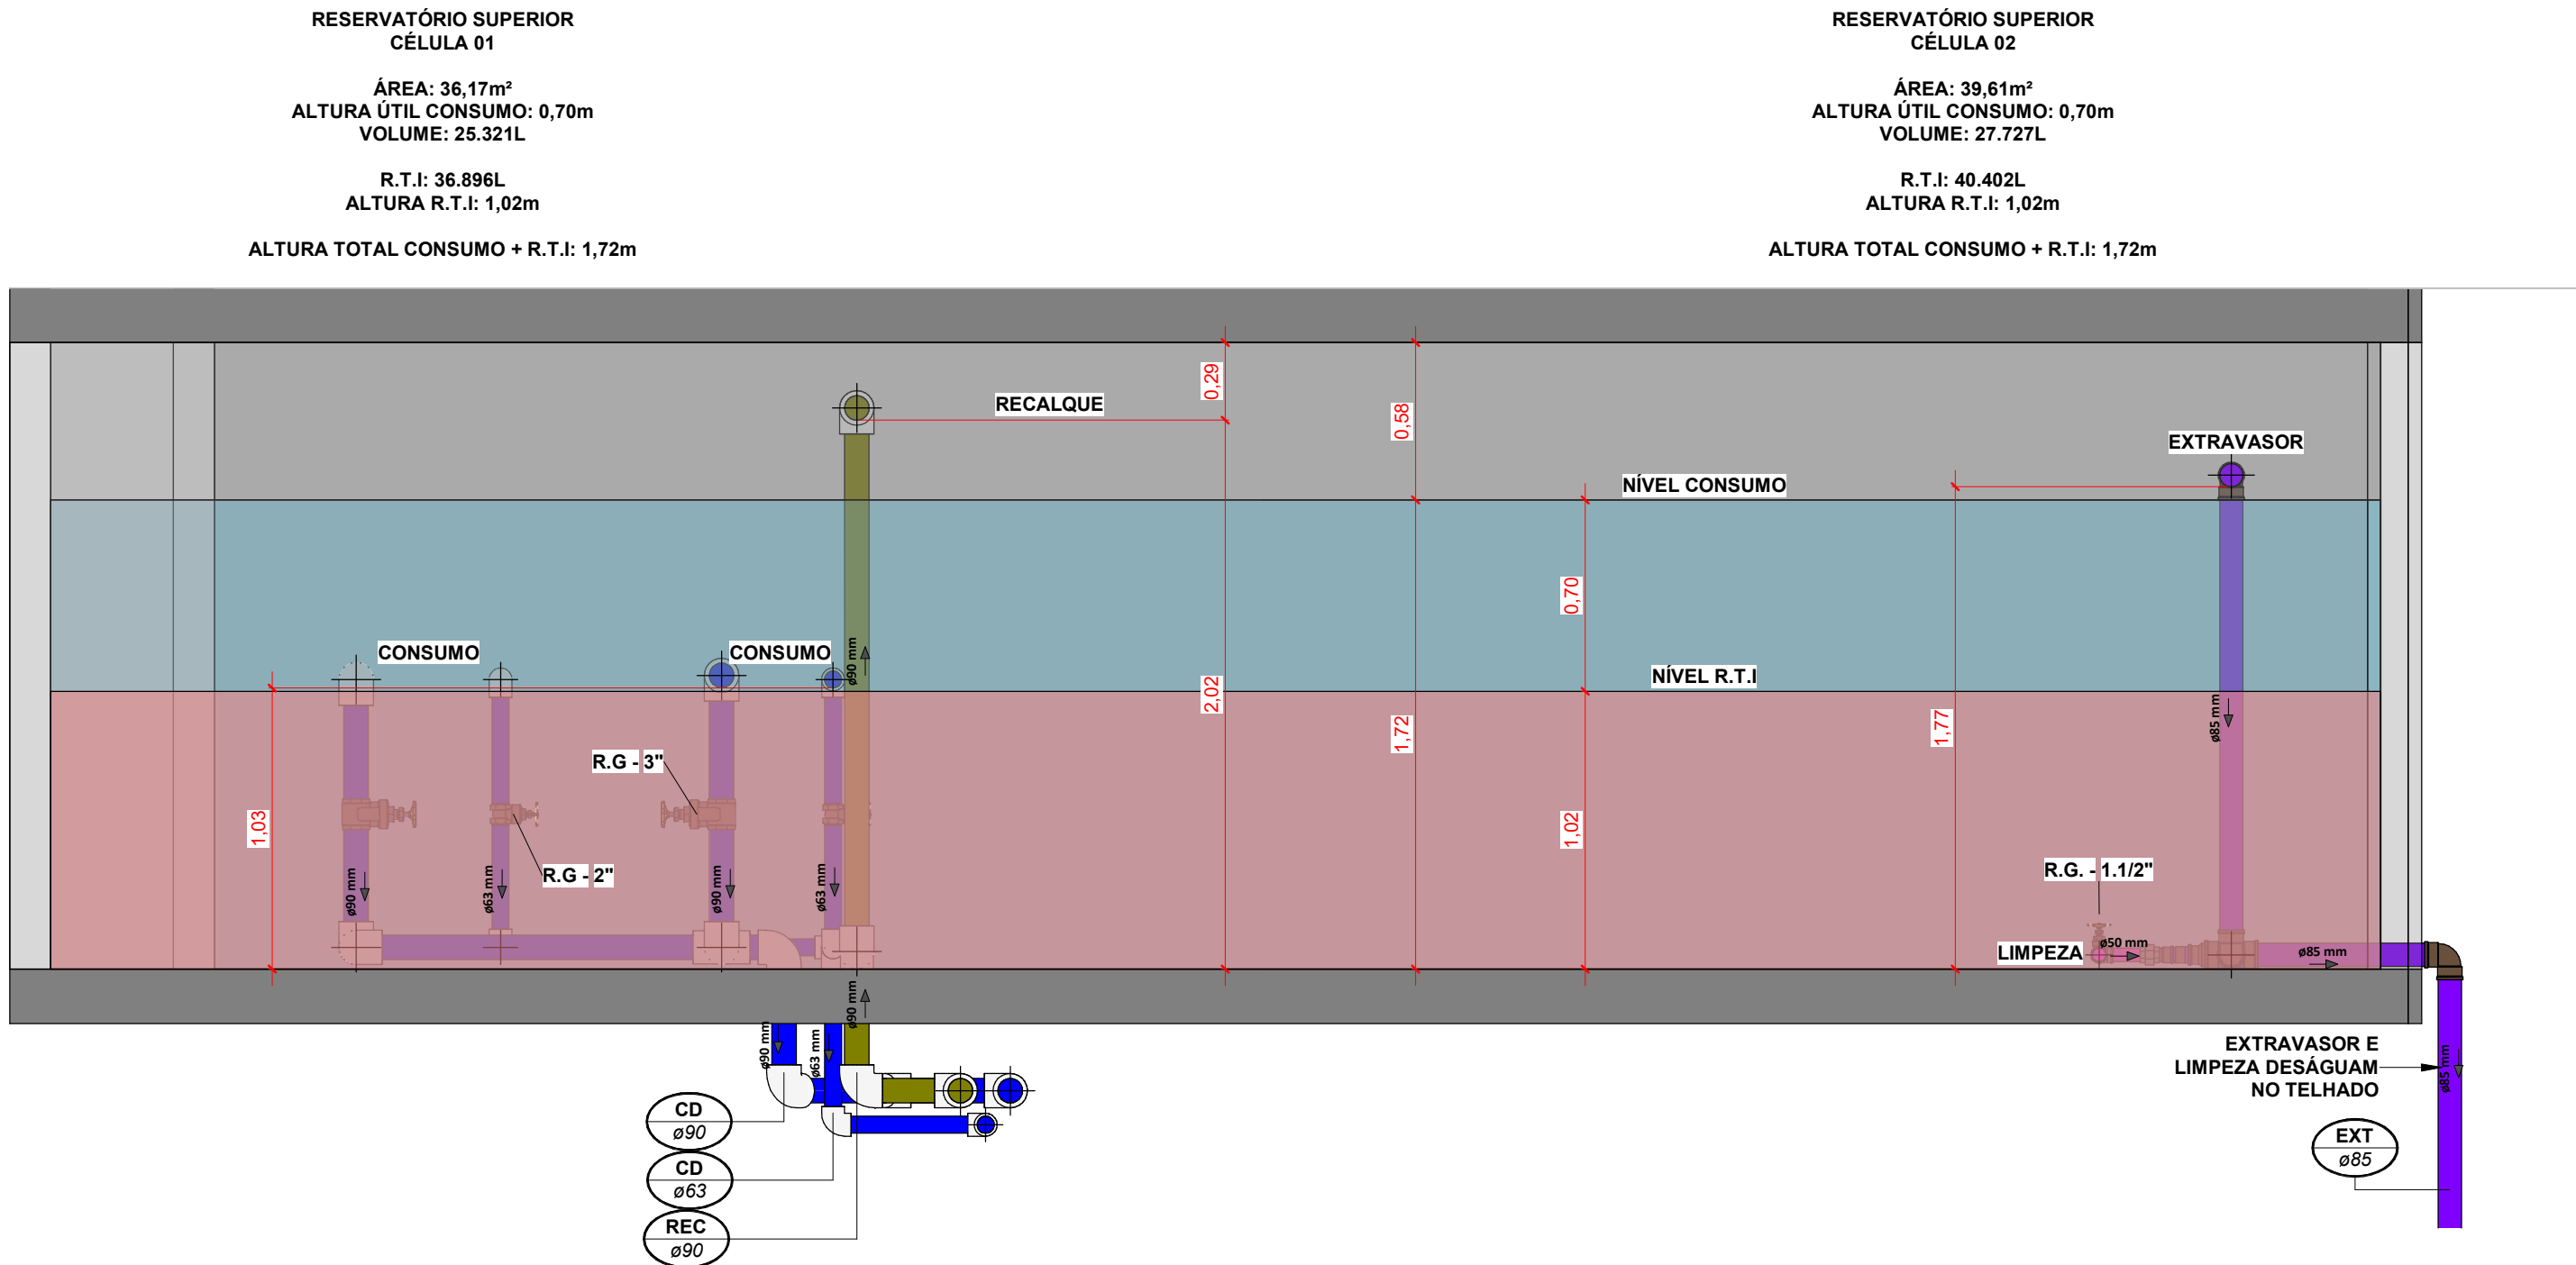 RESERVATÓRIO SUPERIOR
CÉLULA 01
ÁREA: 36,17m²
ALTURA ÚTIL CONSUMO: 0,70m
VOLUME: 25.321L
R.T.I: 36.896L
ALTURA R.T.I: 1,02m
ALTURA TOTAL CONSUMO + R.T.I: 1,72m
RESERVATÓRIO SUPERIOR
CÉLULA 02
ÁREA: 39,61m²
ALTURA ÚTIL CONSUMO: 0,70m
VOLUME: 27.727L
R.T.I: 40.402L
ALTURA R.T.I: 1,02m
ALTURA TOTAL CONSUMO + R.T.I: 1,72m
0,29
RECALQUE
0,58
EXTRAVASOR
NÍVEL CONSUMO
0,70
CONSUMO
CONSUMO
ø90 mm
NÍVEL R.T.I
2,02
1,72
1,77
ø85 mm
R.G - 3"
1,03
1,02
R.G - 2"
R.G. - 1.1/2"
ø90 mm
ø63 mm
ø90 mm
ø63 mm
LIMPEZA
ø50 mm
ø85 mm
ø90 mm
ø90 mm
ø63 mm
EXTRAVASOR E
LIMPEZA DESÁGUAM
NO TELHADO
ø85 mm
CD
ø90
CD
ø63
REC
ø90
EXT
ø85